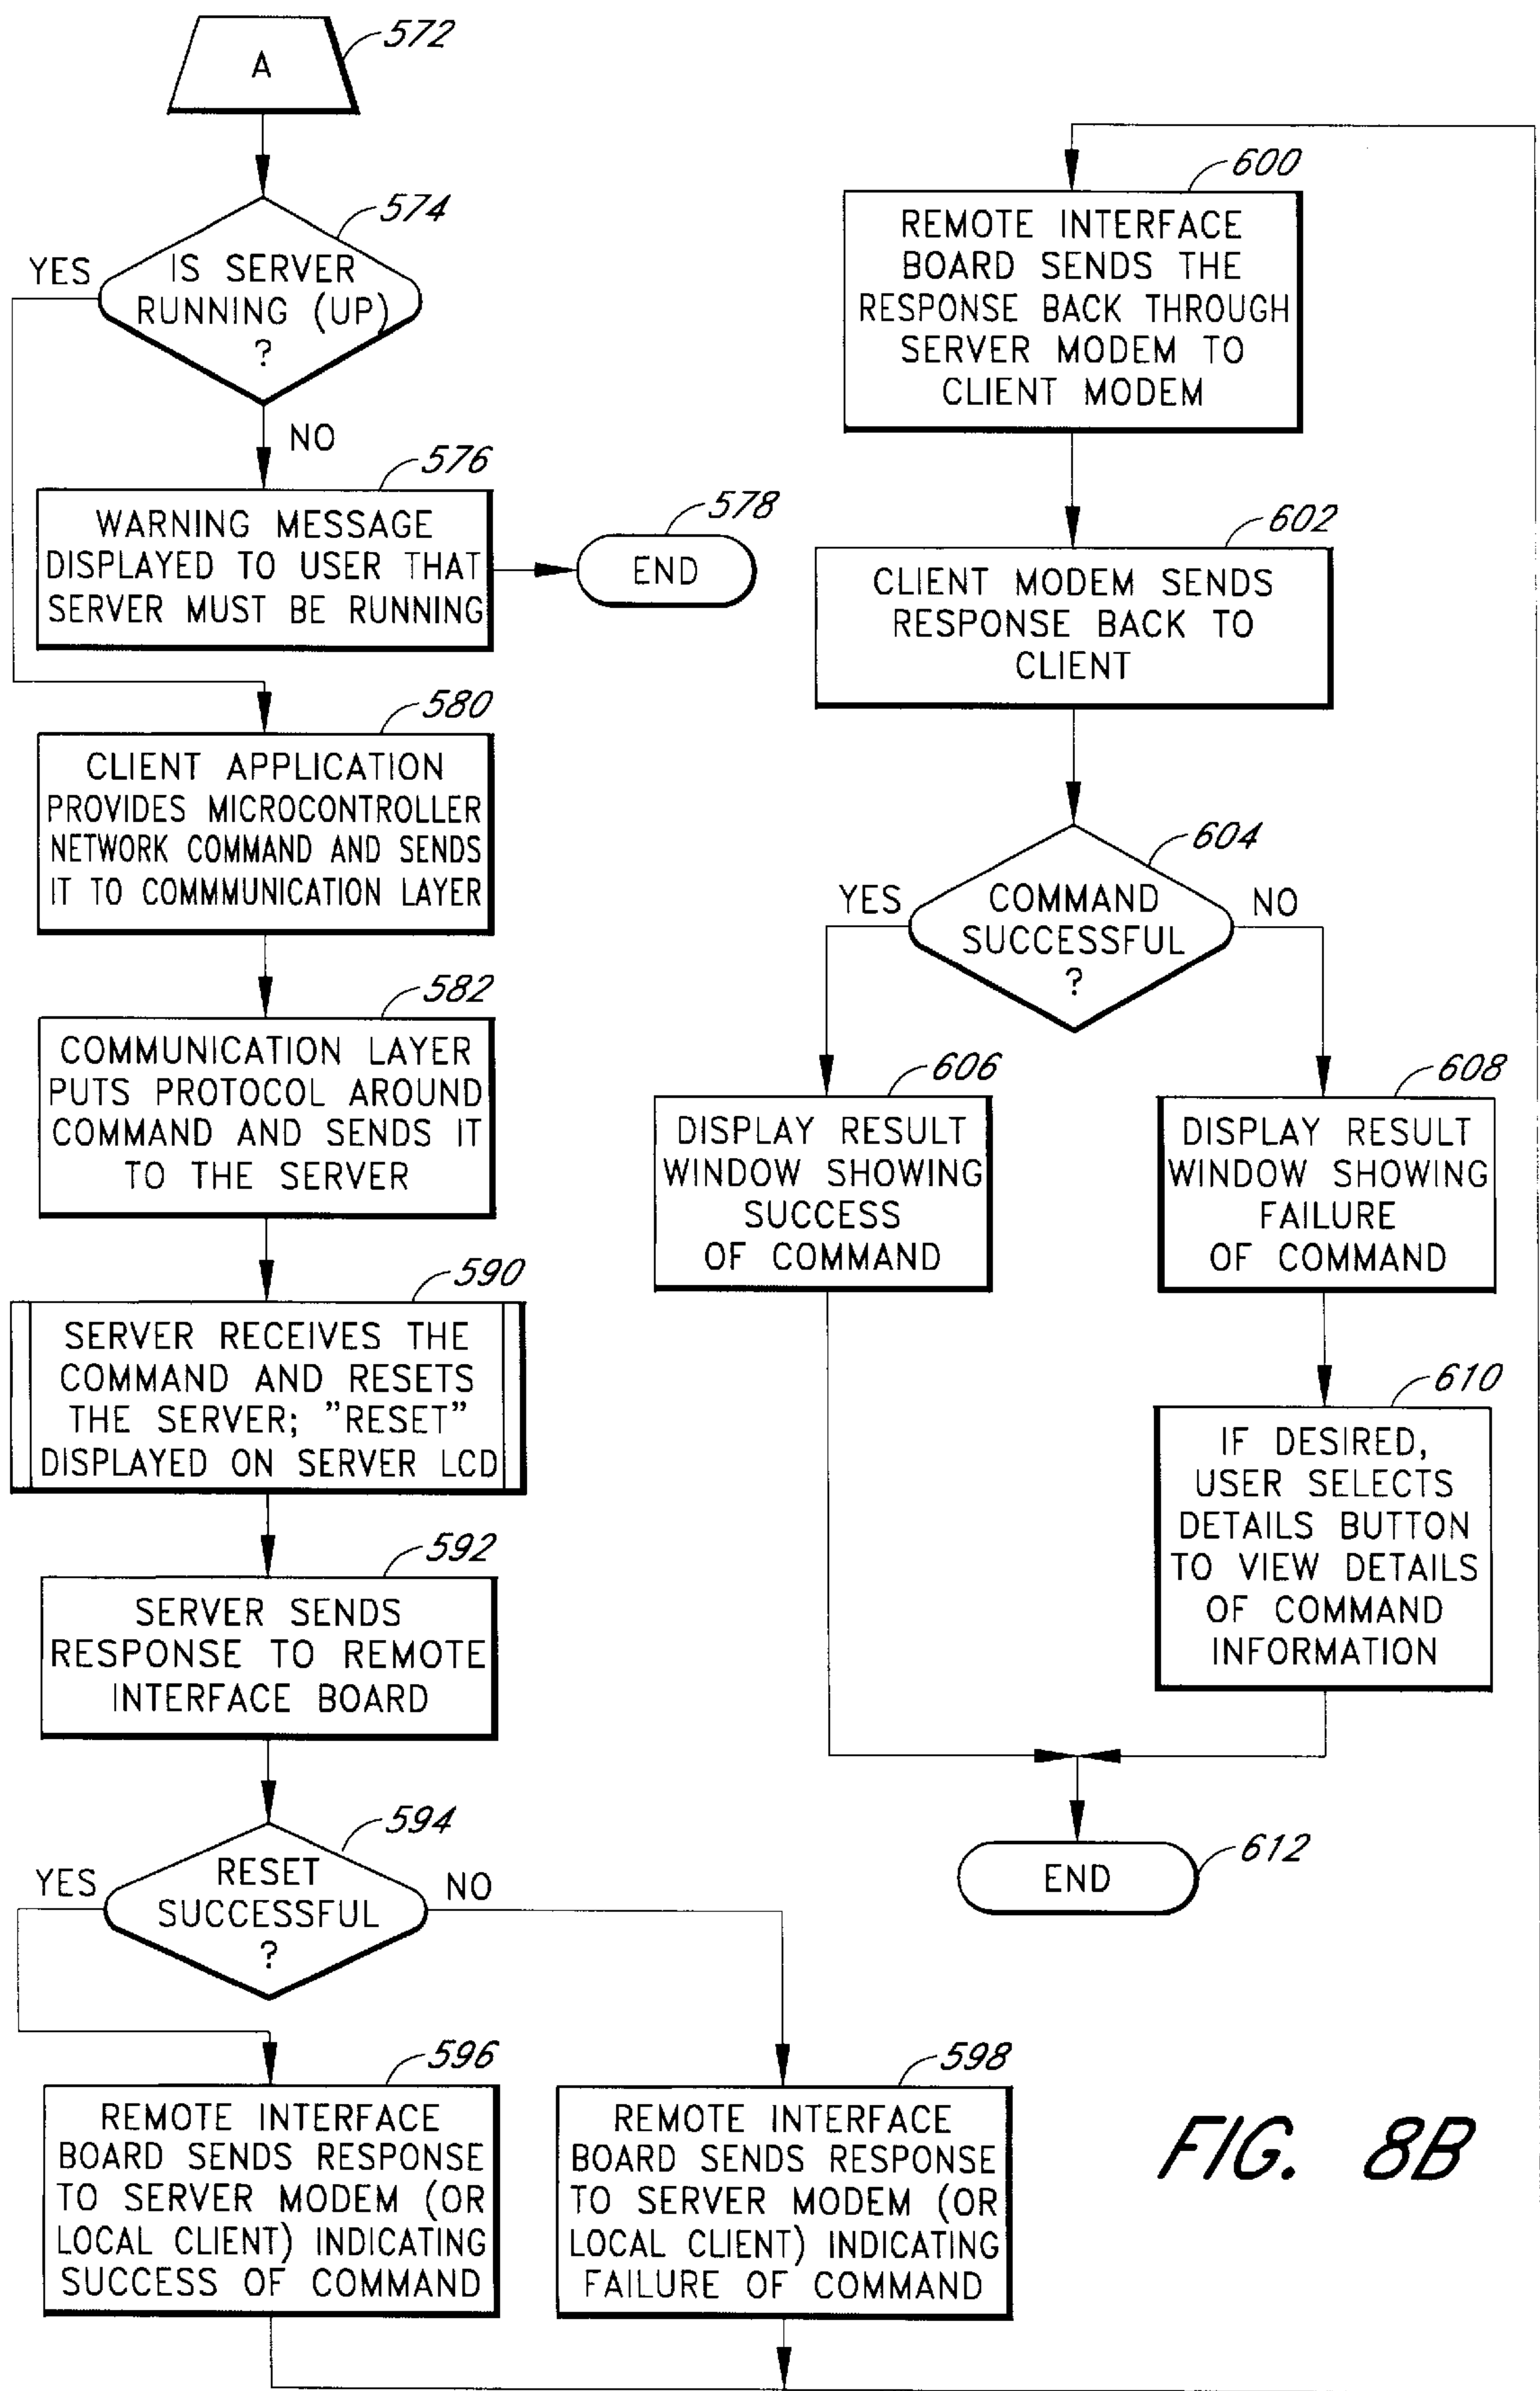 A
572
574
YES
IS SERVER
RUNNING (UP)
?
NO
576
WARNING MESSAGE
DISPLAYED TO USER THAT
SERVER MUST BE RUNNING
578
END
580
CLIENT APPLICATION
PROVIDES MICROCONTROLLER
NETWORK COMMAND AND SENDS
IT TO COMMMUNICATION LAYER
582
COMMUNICATION LAYER
PUTS PROTOCOL AROUND
COMMAND AND SENDS IT
TO THE SERVER
590
SERVER RECEIVES THE
COMMAND AND RESETS
THE SERVER; "RESET"
DISPLAYED ON SERVER LCD
592
SERVER SENDS
RESPONSE TO REMOTE
INTERFACE BOARD
594
YES
RESET
SUCCESSFUL
?
NO
596
REMOTE INTERFACE
BOARD SENDS RESPONSE
TO SERVER MODEM (OR
LOCAL CLIENT) INDICATING
SUCCESS OF COMMAND
598
REMOTE INTERFACE
BOARD SENDS RESPONSE
TO SERVER MODEM (OR
LOCAL CLIENT) INDICATING
FAILURE OF COMMAND
600
REMOTE INTERFACE
BOARD SENDS THE
RESPONSE BACK THROUGH
SERVER MODEM TO
CLIENT MODEM
602
CLIENT MODEM SENDS
RESPONSE BACK TO
CLIENT
604
YES
COMMAND
SUCCESSFUL
?
NO
606
DISPLAY RESULT
WINDOW SHOWING
SUCCESS
OF COMMAND
608
DISPLAY RESULT
WINDOW SHOWING
FAILURE
OF COMMAND
610
IF DESIRED,
USER SELECTS
DETAILS BUTTON
TO VIEW DETAILS
OF COMMAND
INFORMATION
612
END
FIG. 8B